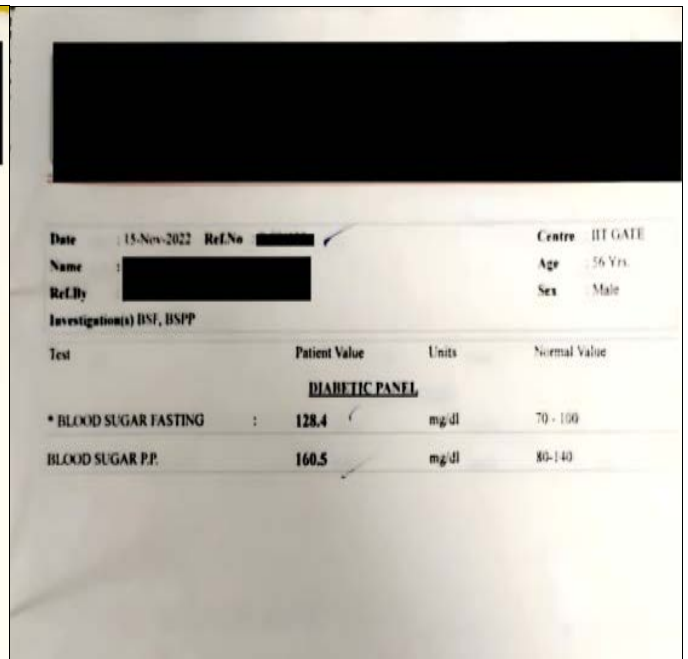 Date : 15-Nov-2022 Ref.No : Centre : IIT GATE
Name : Age : 56 Yrs.
Ref.By Sex : Male
Investigation(s) BSF, BSPP
Test Patient Value Units Normal Value
DIABETIC PANEL
* BLOOD SUGAR FASTING : 128.4 mg/dl 70 - 100
BLOOD SUGAR P.P. 160.5 mg/dl 80-140